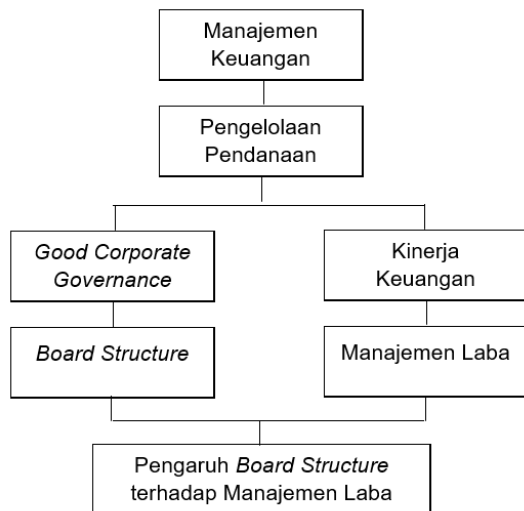 Manajemen
Keuangan
Pengelolaan
Pendanaan
Good Corporate
Governance
Kinerja
Keuangan
Board Structure
Manajemen Laba
Pengaruh Board Structure
terhadap Manajemen Laba